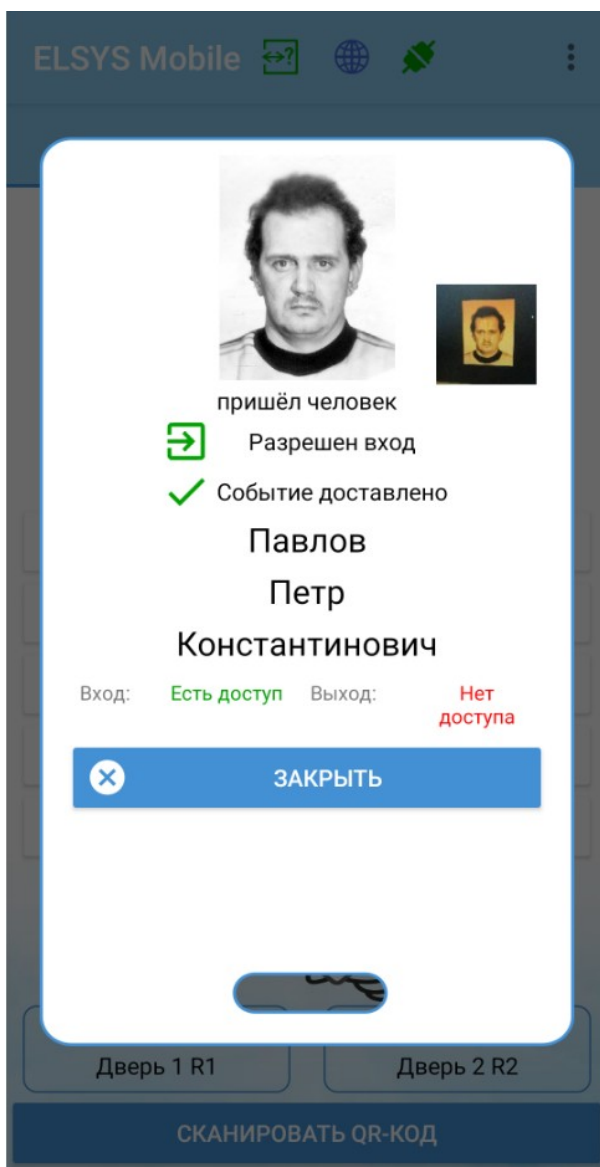 ELSYS Mobile
пришёл человек
Разрешен вход
Событие доставлено
Павлов
Петр
Константинович
Вход: Есть доступ Выход: Нет
доступа
ЗАКРЫТЬ
Дверь 1 R1 Дверь 2 R2
СКАНИРОВАТЬ QR-КОД